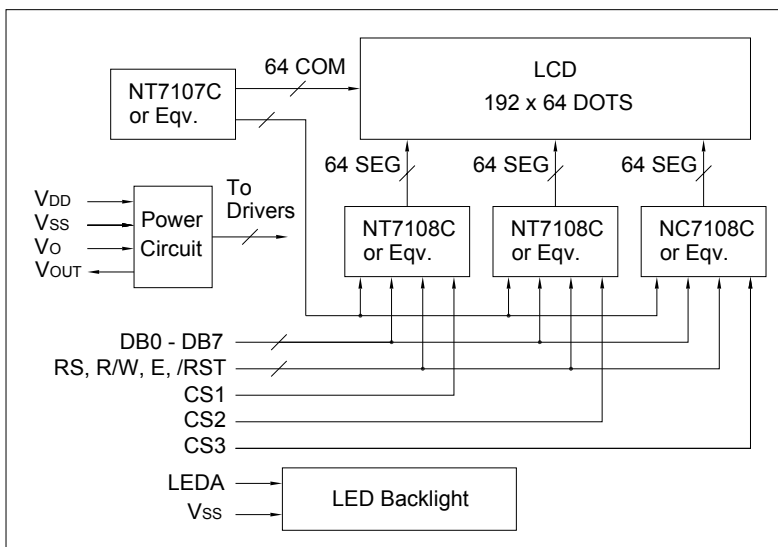 64 COM
NT7107C
or Eqv.
LCD
192 x 64 DOTS
64 SEG
64 SEG
64 SEG
NT7108C
or Eqv.
NT7108C
or Eqv.
NC7108C
or Eqv.
VDD
VSS
VO
VOUT
Power
Circuit
To
Drivers
DB0 - DB7
RS, R/W, E, /RST
CS1
CS2
CS3
LEDA
VSS
LED Backlight